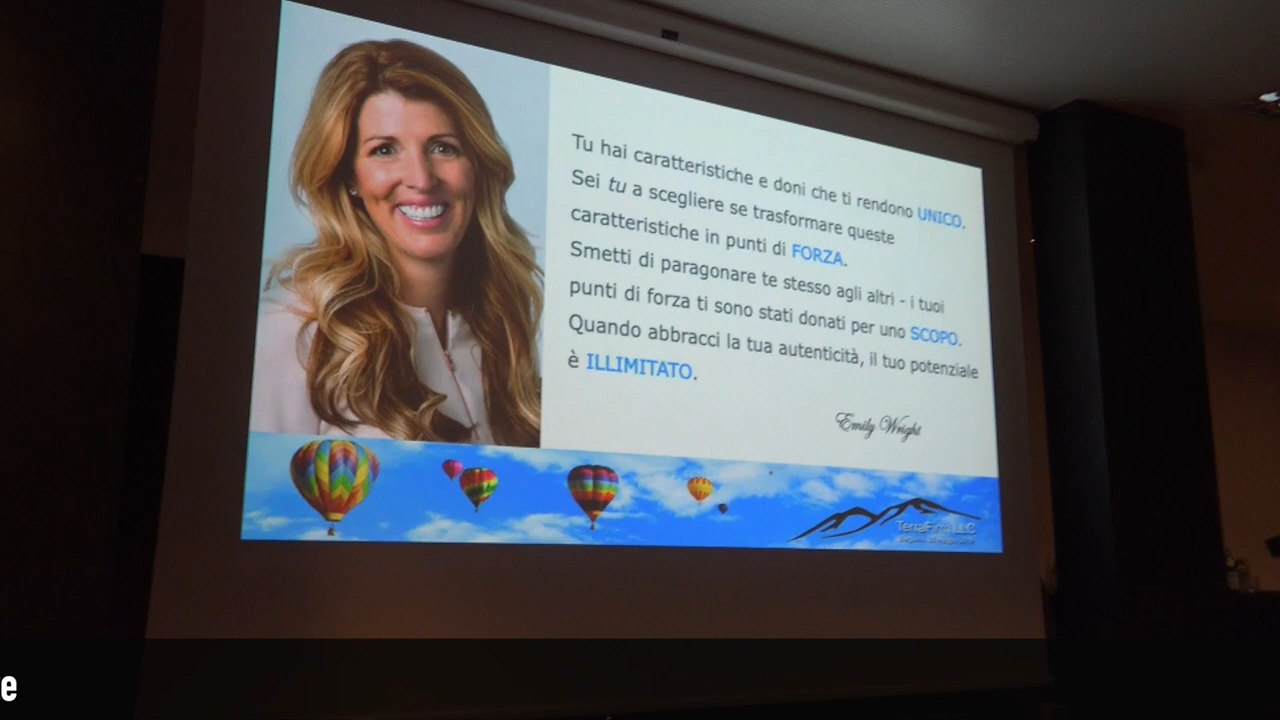 Tu hai caratteristiche e doni che ti rendono UNICO.
Sei tu a scegliere se trasformare queste
caratteristiche in punti di FORZA.
Smetti di paragonare te stesso agli altri - i tuoi
punti di forza ti sono stati donati per uno SCOPO.
Quando abbracci la tua autenticità, il tuo potenziale
è ILLIMITATO.
Emily Wright
TerraFirm LLC
e